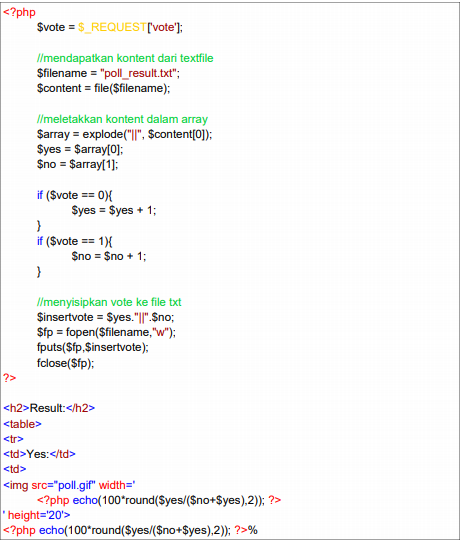 <?php
$vote = $_REQUEST['vote'];
//mendapatkan kontent dari textfile
$filename = "poll_result.txt";
$content = file($filename);
//meletakkan kontent dalam array
$array = explode("||", $content[0]);
$yes = $array[0];
$no = $array[1];
if ($vote == 0){
$yes = $yes + 1;
}
if ($vote == 1){
$no = $no + 1;
}
//menyisipkan vote ke file txt
$insertvote = $yes."||".$no;
$fp = fopen($filename,"w");
fputs($fp,$insertvote);
fclose($fp);
?>
<h2>Result:</h2>
<table>
<tr>
<td>Yes:</td>
<td>
<img src="poll.gif" width='
<?php echo(100*round($yes/($no+$yes),2)); ?>
' height='20'>
<?php echo(100*round($yes/($no+$yes),2)); ?>%